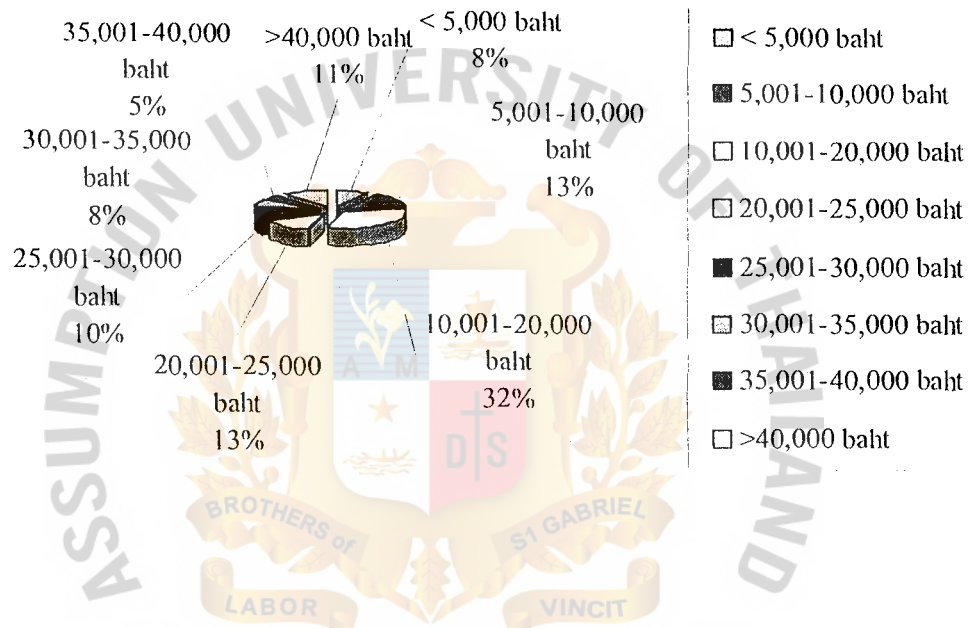 35,001-40,000
baht
5%
>40,000 baht
11%
< 5,000 baht
8%
5,001-10,000
baht
13%
30,001-35,000
baht
8%
25,001-30,000
baht
10%
20,001-25,000
baht
13%
10,001-20,000
baht
32%
< 5,000 baht
5,001-10,000 baht
10,001-20,000 baht
20,001-25,000 baht
25,001-30,000 baht
30,001-35,000 baht
35,001-40,000 baht
>40,000 baht
ASSUMPTION UNIVERSITY OF THAILAND
A M
D S
BROTHERS of
S1 GABRIEL
LABOR
VINCIT